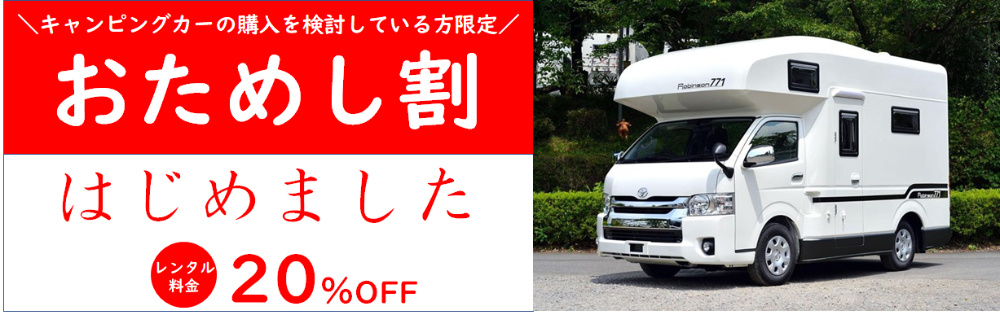 ＼キャンピングカーの購入を検討している方限定／
おためし割
はじめました
レンタル
料金
20%OFF
Robinson771
Robinson771